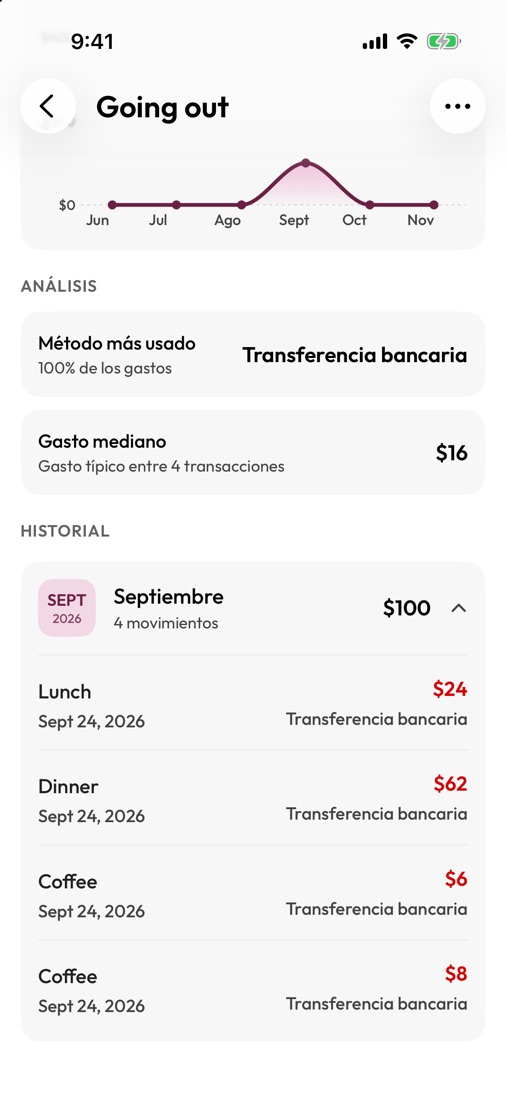 9:41
Going out
$0
Jun Jul Ago Sept Oct Nov
ANÁLISIS
Método más usado
100% de los gastos
Transferencia bancaria
Gasto mediano
Gasto típico entre 4 transacciones
$16
HISTORIAL
SEPT
2026
Septiembre
4 movimientos
$100
Lunch
$24
Sept 24, 2026
Transferencia bancaria
Dinner
$62
Sept 24, 2026
Transferencia bancaria
Coffee
$6
Sept 24, 2026
Transferencia bancaria
Coffee
$8
Sept 24, 2026
Transferencia bancaria